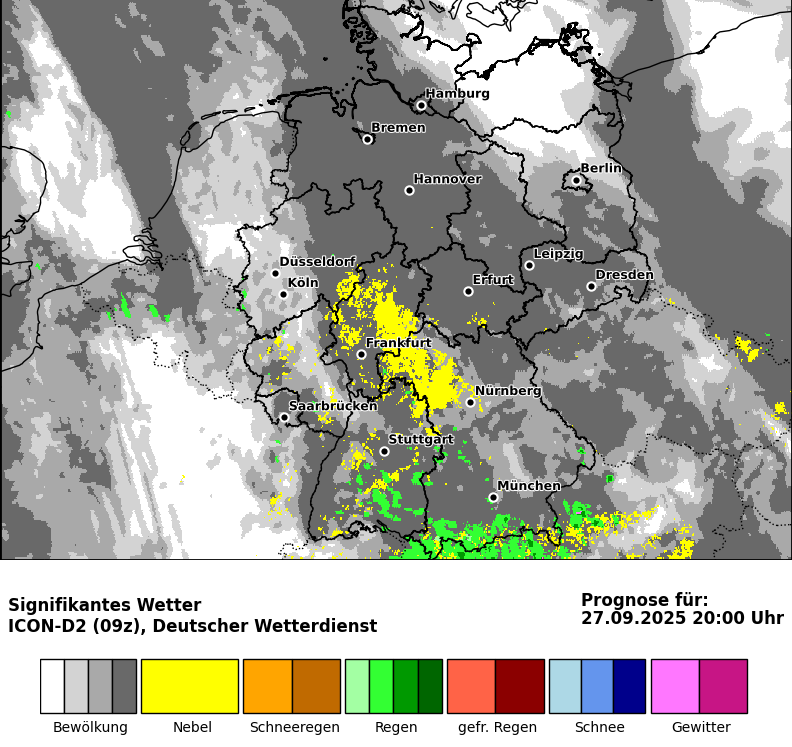 Hamburg
Bremen
Berlin
Hannover
Düsseldorf
Leipzig
Köln
Erfurt
Dresden
Frankfurt
Nürnberg
Saarbrücken
Stuttgart
München
Signifikantes Wetter
ICON-D2 (09z), Deutscher Wetterdienst
Prognose für:
27.09.2025 20:00 Uhr
Bewölkung Nebel Schneeregen Regen gefr. Regen Schnee Gewitter